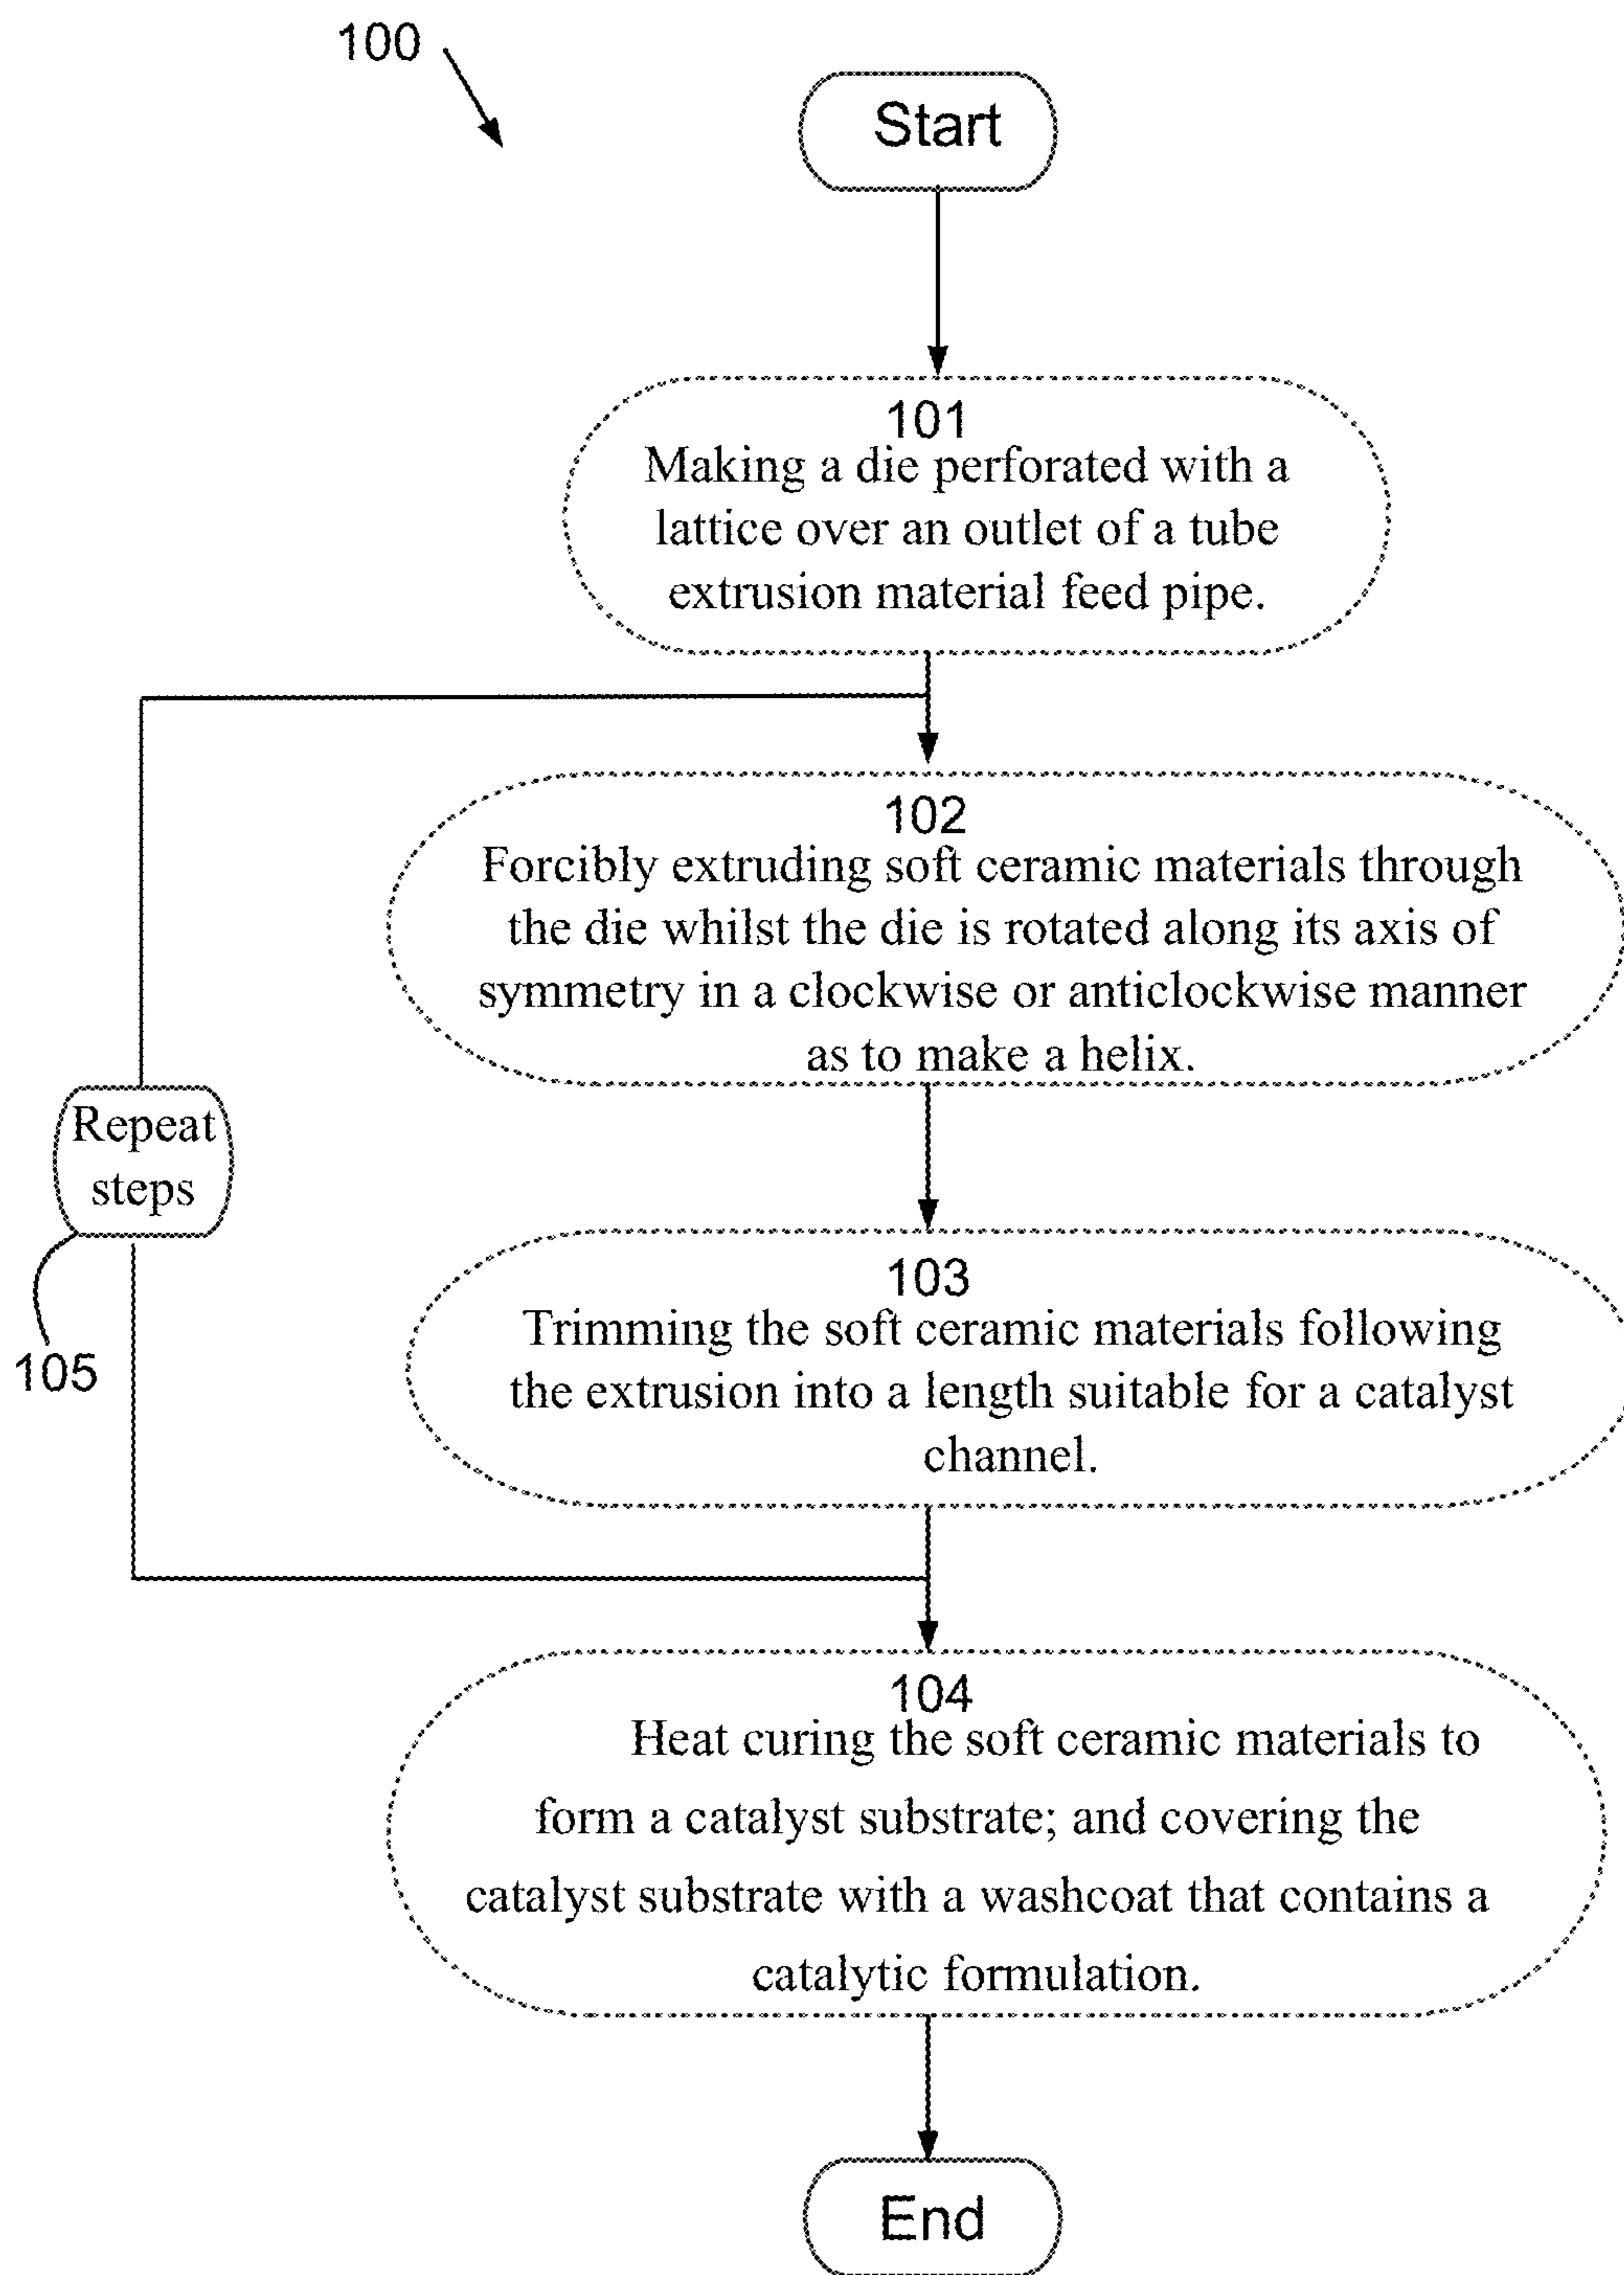 100
Start
101
Making a die perforated with a
lattice over an outlet of a tube
extrusion material feed pipe.
102
Forcibly extruding soft ceramic materials through
the die whilst the die is rotated along its axis of
symmetry in a clockwise or anticlockwise manner
as to make a helix.
Repeat
steps
105
103
Trimming the soft ceramic materials following
the extrusion into a length suitable for a catalyst
channel.
104
Heat curing the soft ceramic materials to
form a catalyst substrate; and covering the
catalyst substrate with a washcoat that contains a
catalytic formulation.
End